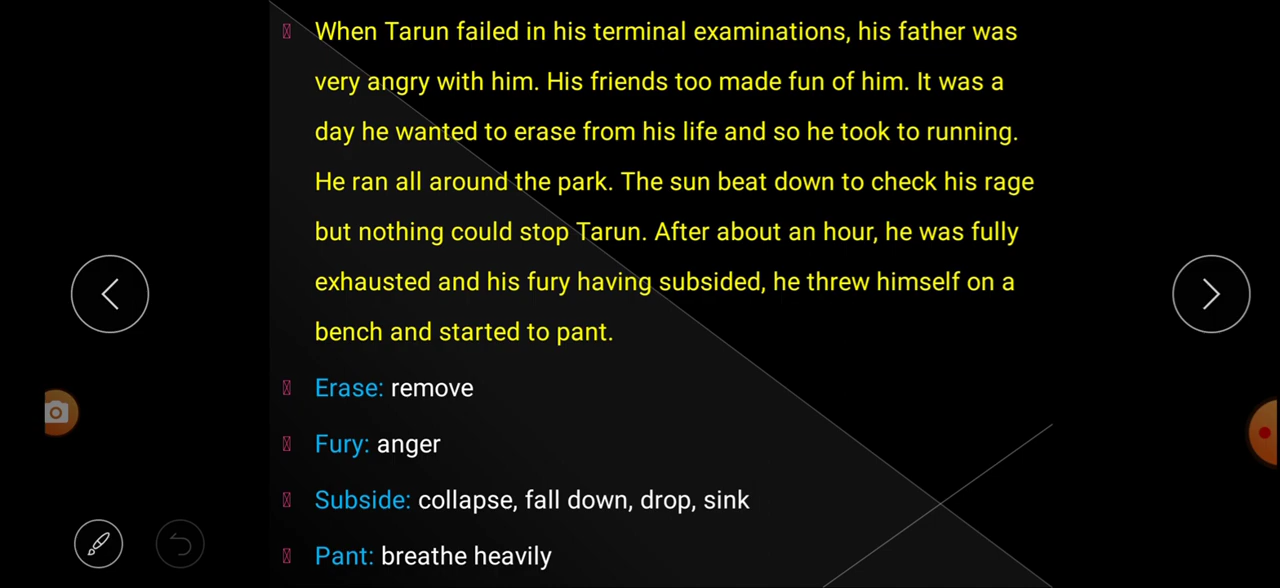 When Tarun failed in his terminal examinations, his father was
very angry with him. His friends too made fun of him. It was a
day he wanted to erase from his life and so he took to running.
He ran all around the park. The sun beat down to check his rage
but nothing could stop Tarun. After about an hour, he was fully
exhausted and his fury having subsided, he threw himself on a
bench and started to pant.
Erase: remove
Fury: anger
Subside: collapse, fall down, drop, sink
Pant: breathe heavily